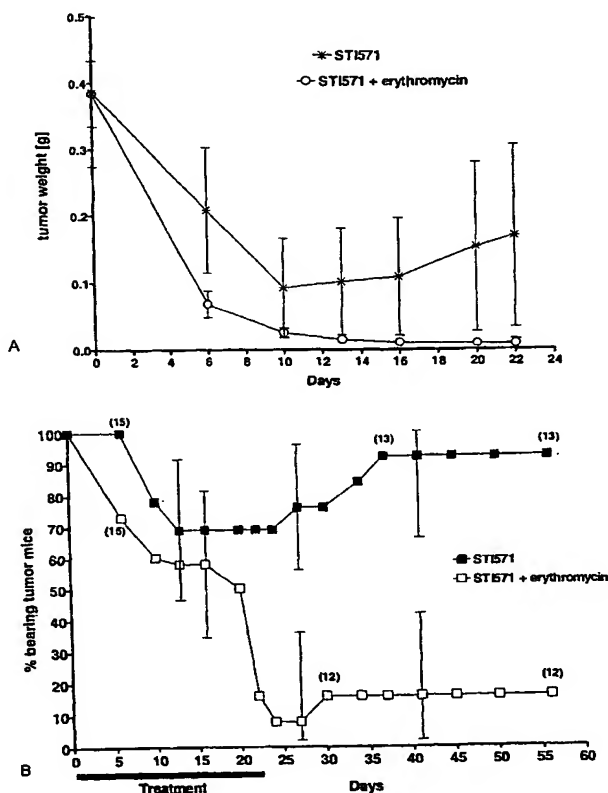 0.5
0.4
0.3
0.2
0.1
0.0
tumor weight [g]
STI571
STI571 + erythromycin
A
0 2 4 6 8 10 12 14 16 18 20 22 24
Days
100
90
80
70
60
50
40
30
20
10
0
% bearing tumor mice
(15)
(15)
(13)
(13)
STI571
STI571 + erythromycin
(12)
(12)
B
0 5 10 15 20 25 30 35 40 45 50 55 60
Treatment
Days